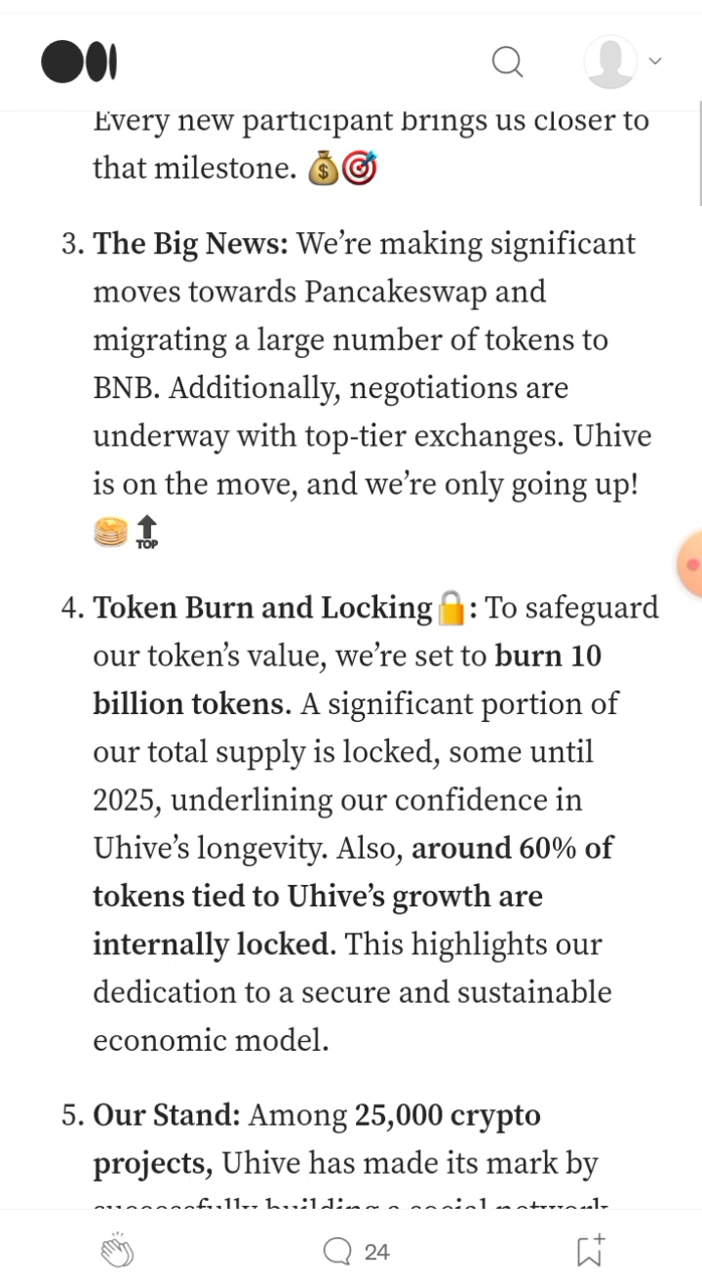 Every new participant brings us closer to
that milestone. 💰🎯
3. The Big News: We’re making significant
moves towards Pancakeswap and
migrating a large number of tokens to
BNB. Additionally, negotiations are
underway with top-tier exchanges. Uhive
is on the move, and we’re only going up!
🥞🔝
TOP
4. Token Burn and Locking🔒: To safeguard
our token’s value, we’re set to burn 10
billion tokens. A significant portion of
our total supply is locked, some until
2025, underlining our confidence in
Uhive’s longevity. Also, around 60% of
tokens tied to Uhive’s growth are
internally locked. This highlights our
dedication to a secure and sustainable
economic model.
5. Our Stand: Among 25,000 crypto
projects, Uhive has made its mark by
successfully building a social network
24